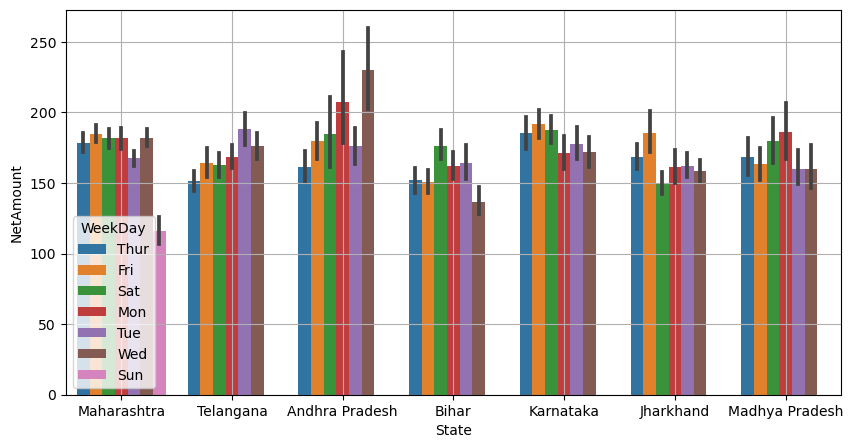 250
200
150
100
50
0
NetAmount
WeekDay
Thur
Fri
Sat
Mon
Tue
Wed
Sun
Maharashtra Telangana Andhra Pradesh Bihar Karnataka Jharkhand Madhya Pradesh
State